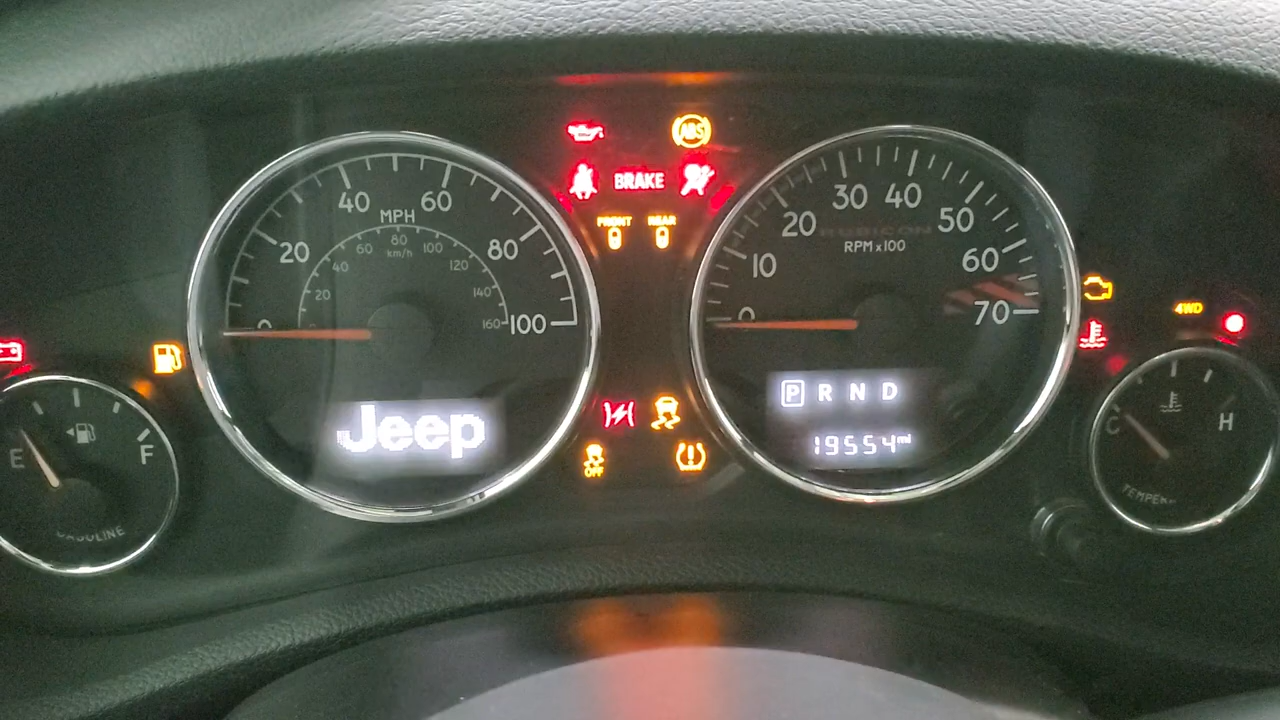 ABS
BRAKE
FRONT REAR
40 MPH 60
20 80
0 100
20 40 60 80 100 120 140 160
km/h
Jeep
OFF
30 40
20 50
RUBICON
RPM x100
10 60
0 70
P R N D
19554 mi
4WD
E F
GASOLINE
C H